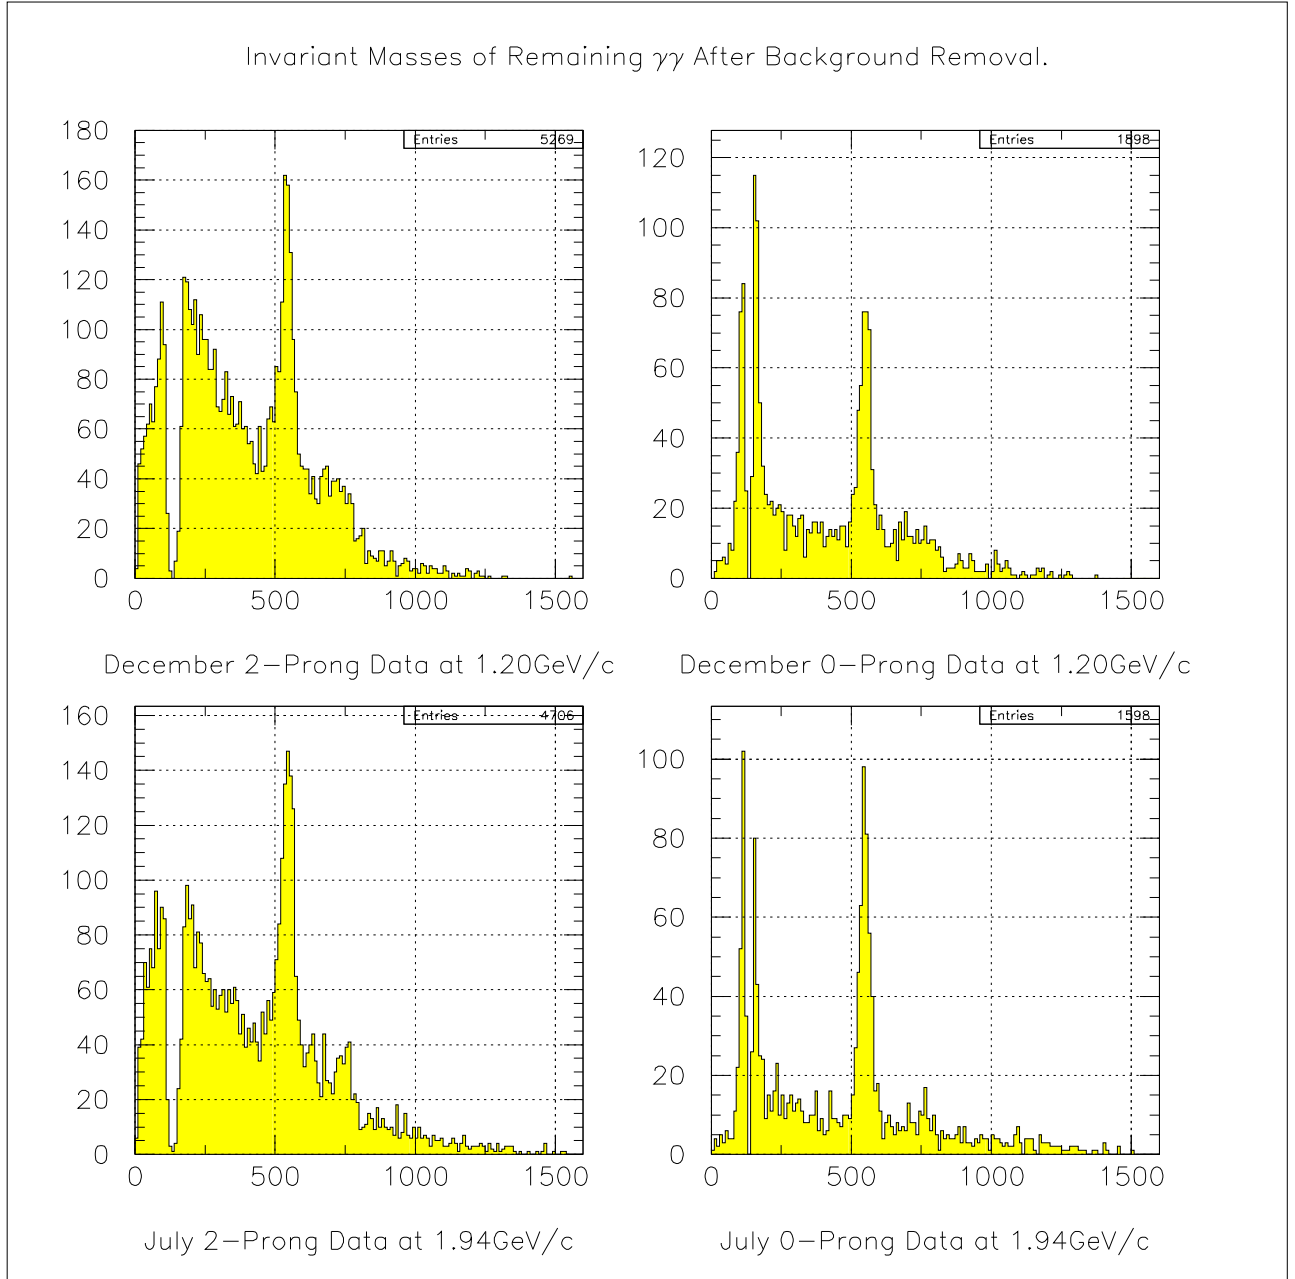 Invariant Masses of Remaining γγ After Background Removal.
Entries 5269
180
160
140
120
100
80
60
40
20
0
0 500 1000 1500
December 2-Prong Data at 1.20GeV/c
Entries 1898
120
100
80
60
40
20
0
0 500 1000 1500
December 0-Prong Data at 1.20GeV/c
Entries 4706
160
140
120
100
80
60
40
20
0
0 500 1000 1500
July 2-Prong Data at 1.94GeV/c
Entries 1598
100
80
60
40
20
0
0 500 1000 1500
July 0-Prong Data at 1.94GeV/c